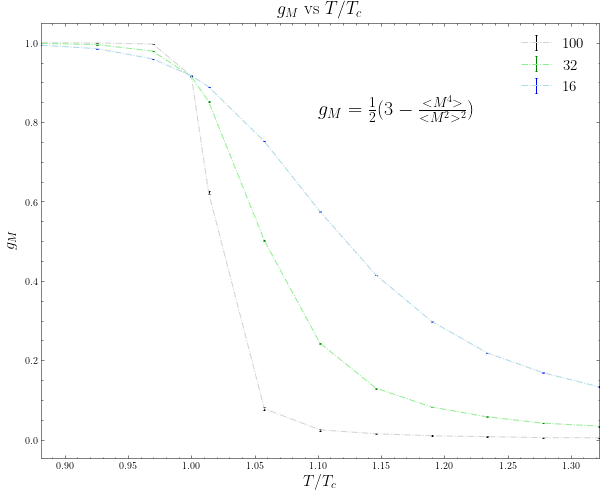 g_M vs T/T_c
100
32
16
g_M = \frac{1}{2}(3 - \frac{<M^4>}{<M^2>^2})
1.0
0.8
0.6
0.4
0.2
0.0
g_M
0.90 0.95 1.00 1.05 1.10 1.15 1.20 1.25 1.30
T/T_c